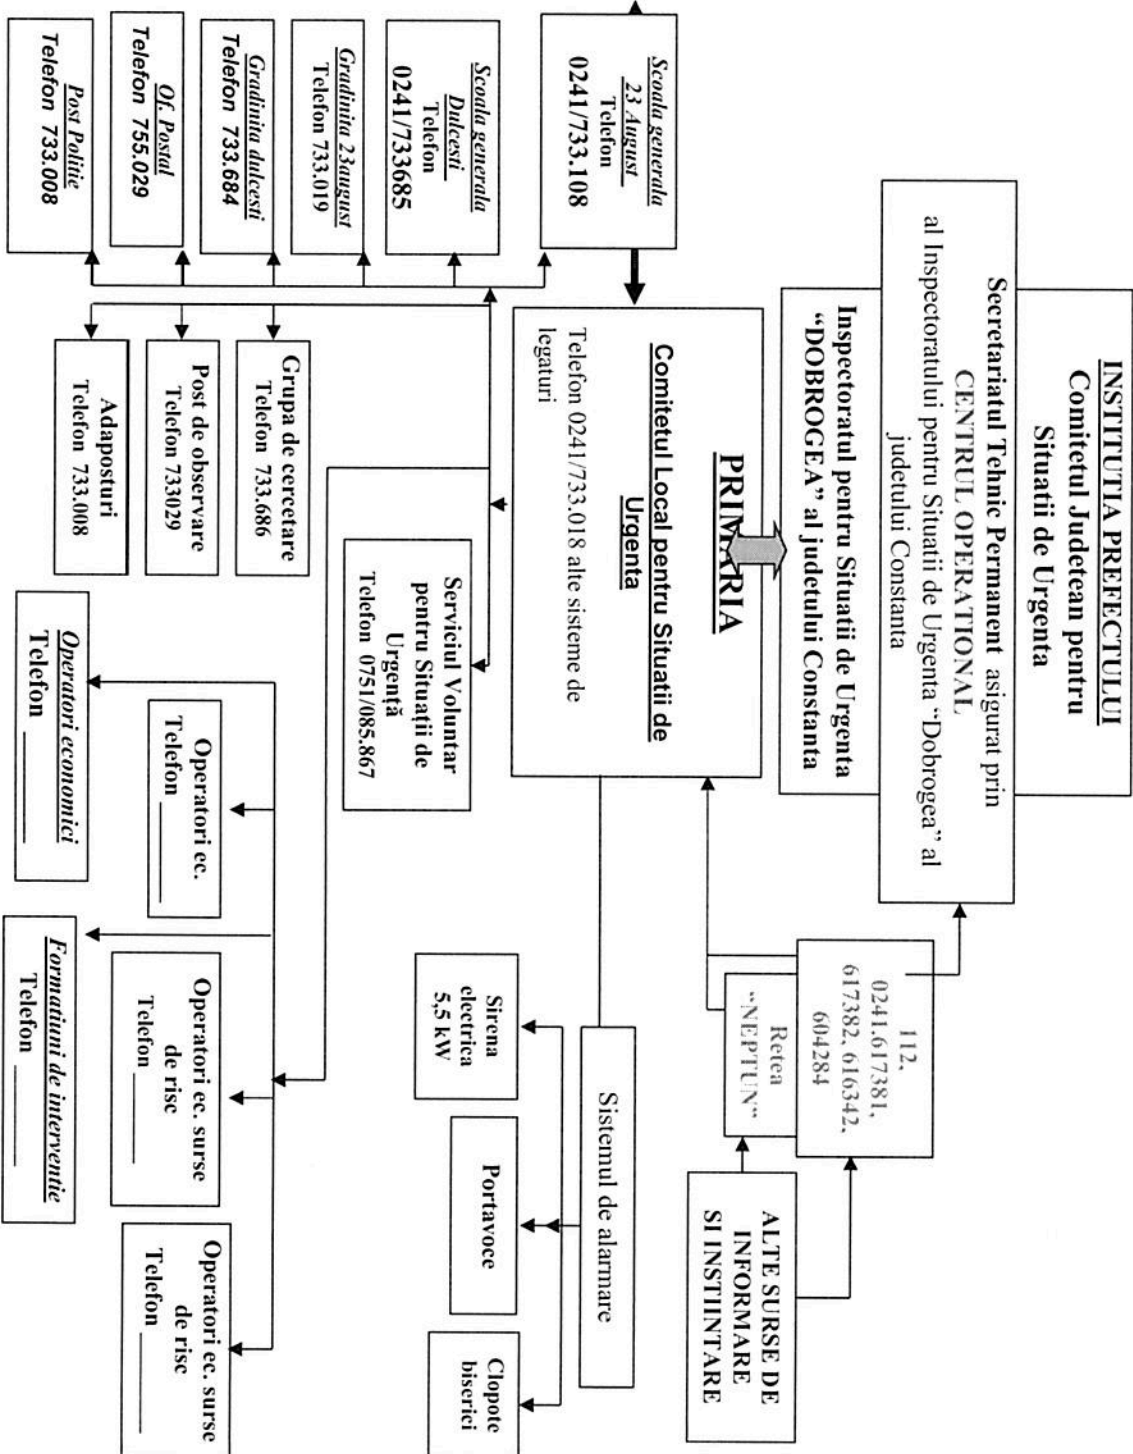 INSTITUTIA PREFECTULUI
Comitetul Judetean pentru
Situatii de Urgenta
Secretariatul Tehnic Permanent asigurat prin
CENTRUL OPERATIONAL
al Inspectoratului pentru Situatii de Urgenta "Dobrogea" al
judetului Constanta
Inspectoratul pentru Situatii de Urgenta
"DOBROGEA" al judetului Constanta
112,
0241.617381,
617382, 616342,
604284
Retea
"NEPTUN"
ALTE SURSE DE
INFORMARE
SI INSTIINTARE
PRIMARIA
Comitetul Local pentru Situatii de
Urgenta
Telefon 0241/733.018 alte sisteme de
legaturi
Scoala generala
23 August
Telefon
0241/733.108
Scoala generala
Dulcesti
Telefon
0241/733685
Gradinita 23august
Telefon 733.019
Gradinita dulcesti
Telefon 733.684
Of. Postal
Telefon 755.029
Post Politie
Telefon 733.008
Grupa de cercetare
Telefon 733.686
Post de observare
Telefon 733029
Adaposturi
Telefon 733.008
Serviciul Voluntar
pentru Situații de
Urgență
Telefon 0751/085.867
Sistemul de alarmare
Sirena
electrica
5,5 kW
Portavoce
Clopote
biserici
Operatori economici
Telefon ________
Operatori ec.
Telefon ________
Formatiuni de interventie
Telefon ________
Operatori ec. surse
de risc
Telefon ________
Operatori ec. surse
de risc
Telefon ________